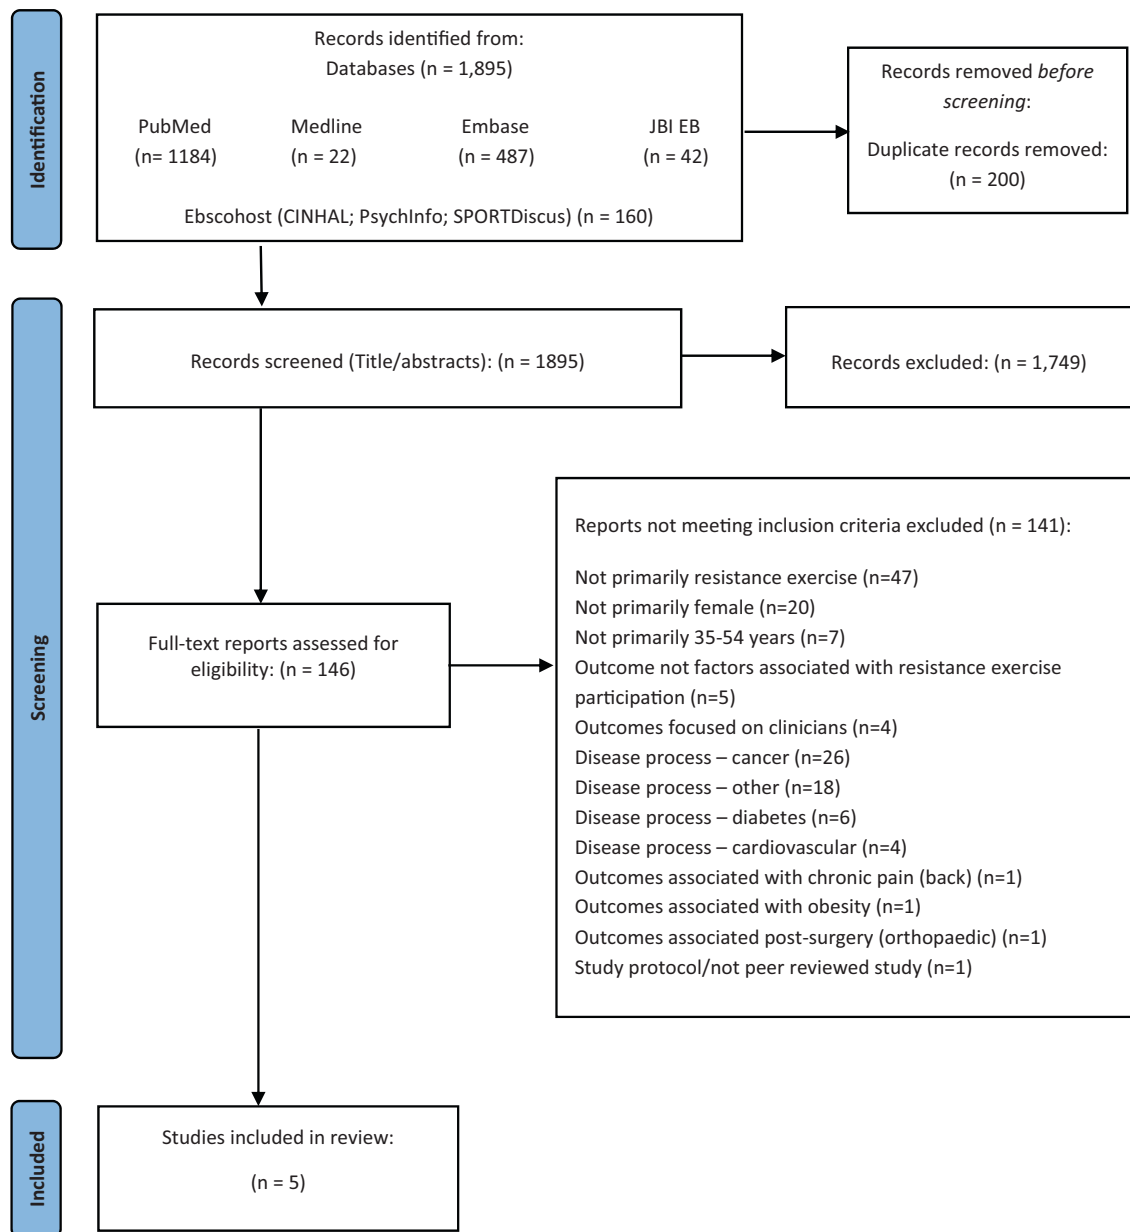 Identification
Records identified from:
Databases (n = 1,895)
PubMed
(n= 1184)
Medline
(n = 22)
Embase
(n = 487)
JBI EB
(n = 42)
Ebscohost (CINHAL; PsychInfo; SPORTDiscus) (n = 160)
Records removed before
screening:
Duplicate records removed:
(n = 200)
Screening
Records screened (Title/abstracts): (n = 1895)
Records excluded: (n = 1,749)
Full-text reports assessed for
eligibility: (n = 146)
Reports not meeting inclusion criteria excluded (n = 141):
Not primarily resistance exercise (n=47)
Not primarily female (n=20)
Not primarily 35-54 years (n=7)
Outcome not factors associated with resistance exercise
participation (n=5)
Outcomes focused on clinicians (n=4)
Disease process – cancer (n=26)
Disease process – other (n=18)
Disease process – diabetes (n=6)
Disease process – cardiovascular (n=4)
Outcomes associated with chronic pain (back) (n=1)
Outcomes associated with obesity (n=1)
Outcomes associated post-surgery (orthopaedic) (n=1)
Study protocol/not peer reviewed study (n=1)
Included
Studies included in review:
(n = 5)